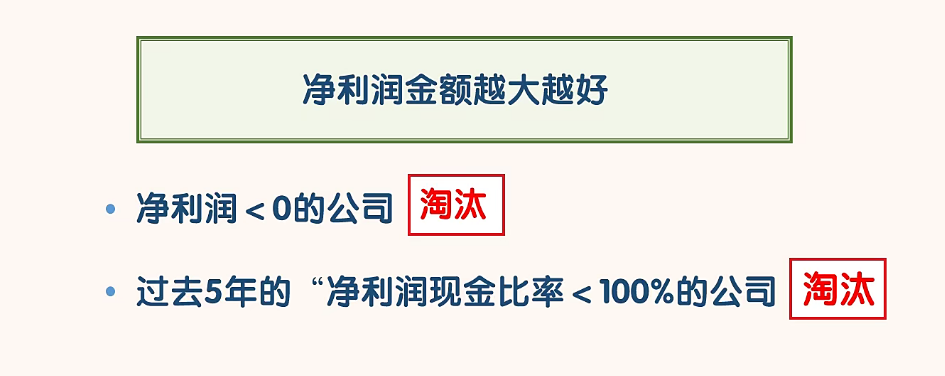 净利润金额越大越好
• 净利润＜0的公司 淘汰
• 过去5年的“净利润现金比率＜100%的公司 淘汰